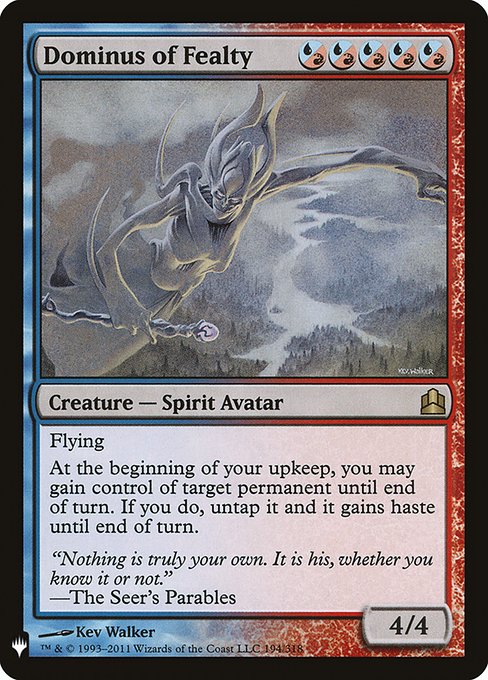 Dominus of Fealty
KEV. WALKER
Creature — Spirit Avatar
Flying
At the beginning of your upkeep, you may
gain control of target permanent until end
of turn. If you do, untap it and it gains haste
until end of turn.
“Nothing is truly your own. It is his, whether you
know it or not.”
—The Seer's Parables
4/4
Kev Walker
™ & © 1993–2011 Wizards of the Coast LLC 194/318